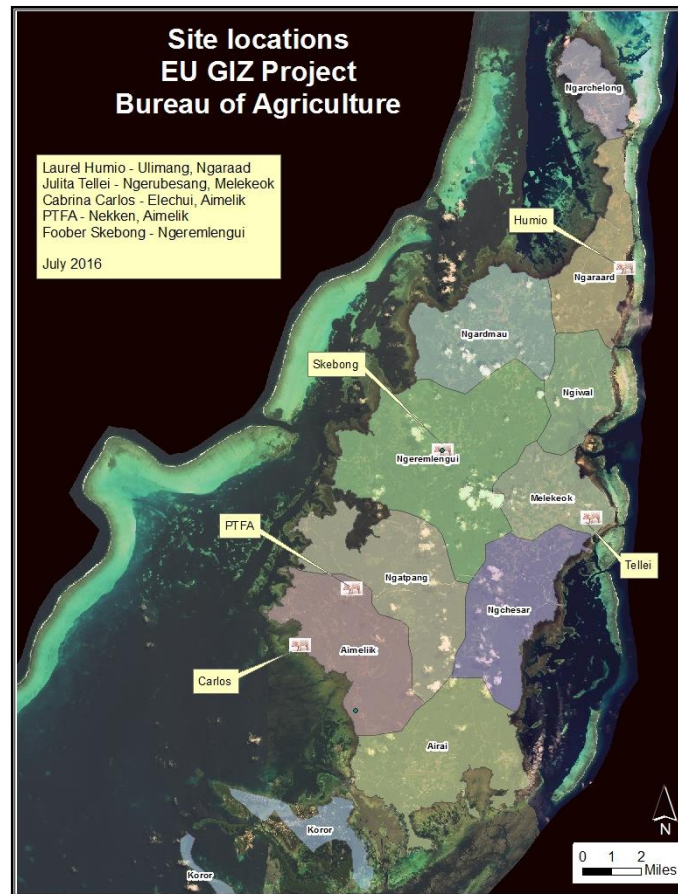 Site locations
EU GIZ Project
Bureau of Agriculture
Laurel Humio - Ulimang, Ngaraad
Julita Tellei - Ngerubesang, Melekeok
Cabrina Carlos - Elechui, Aimelik
PTFA - Nekken, Aimelik
Foober Skebong - Ngeremlengui
July 2016
Ngarchelong
Humio
Ngaraard
Ngardmau
Skebong
Ngiwal
Ngeremlengui
Melekeok
PTFA
Tellei
Ngatpang
Ngchesar
Aimeliik
Carlos
Airai
Koror
Koror
N
0 1 2
Miles